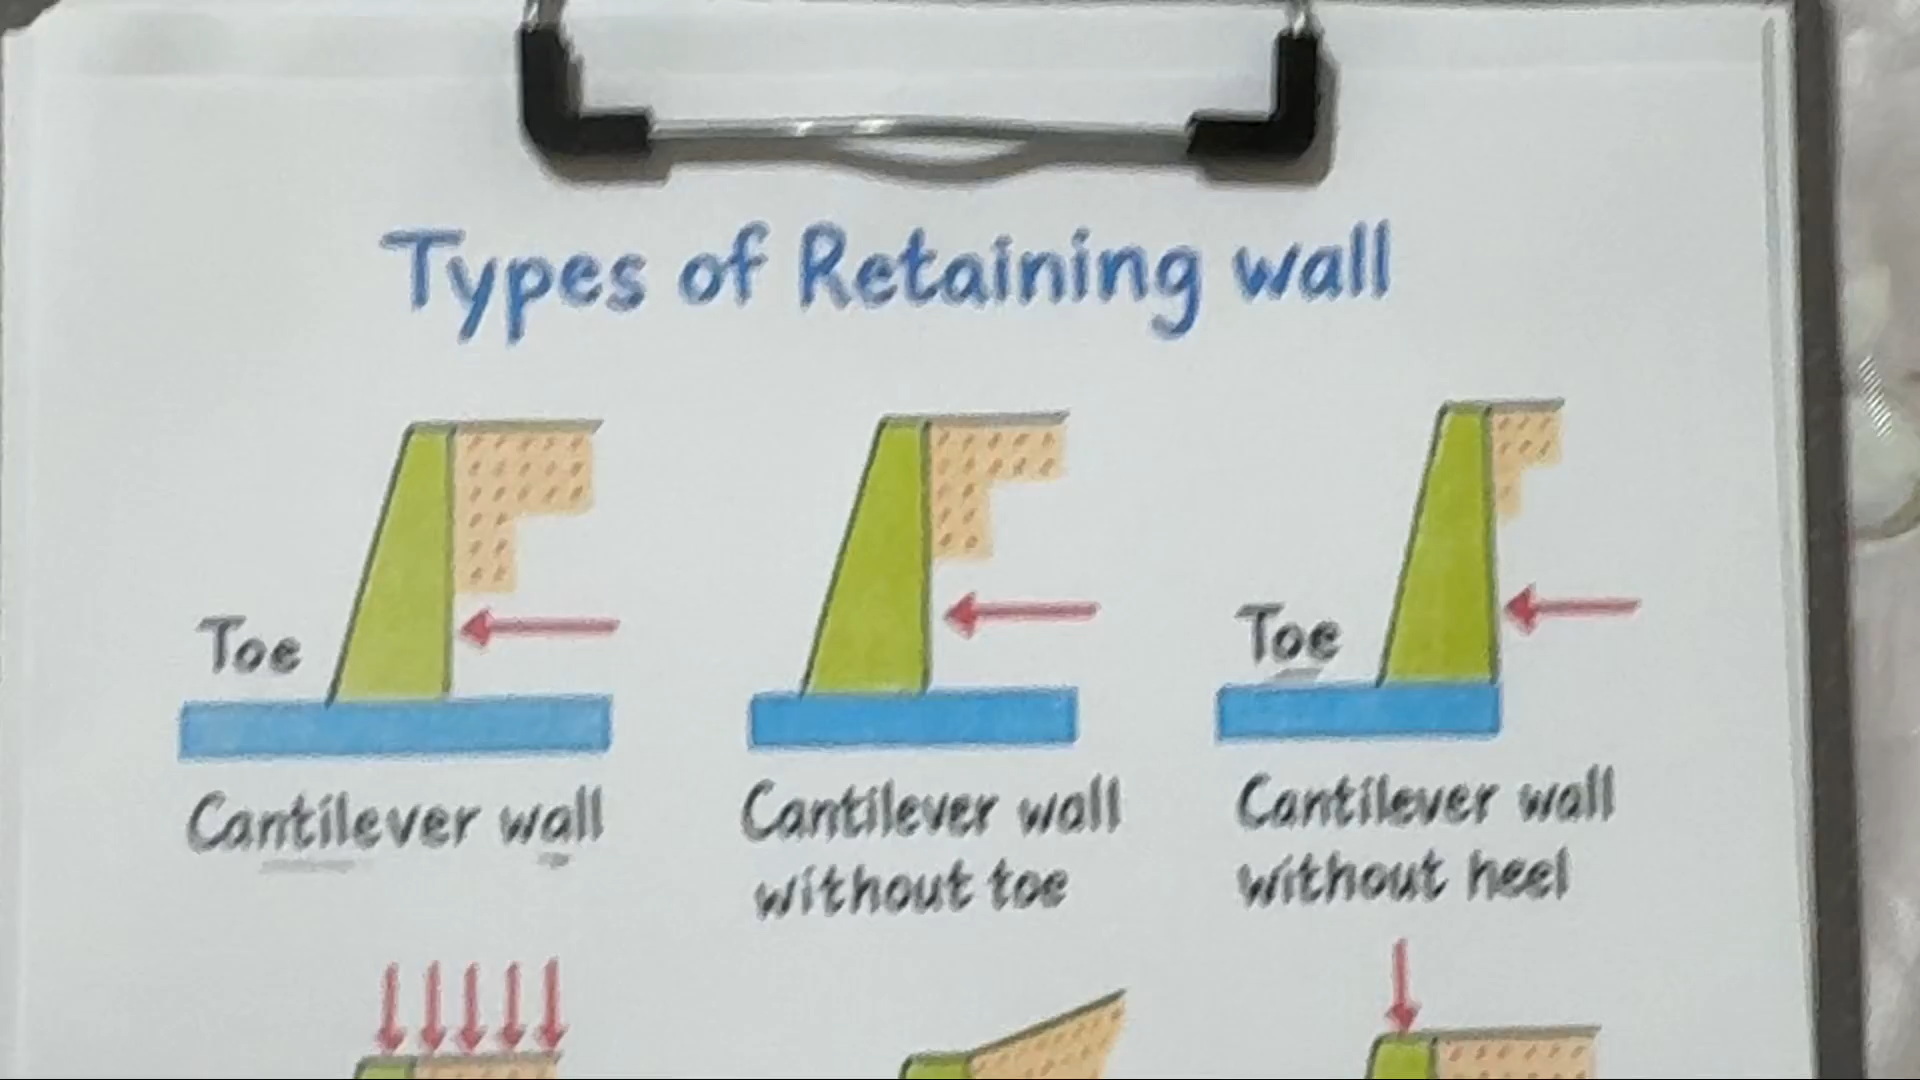 Types of Retaining wall
Toe
Toe
Cantilever wall
Cantilever wall
without toe
Cantilever wall
without heel